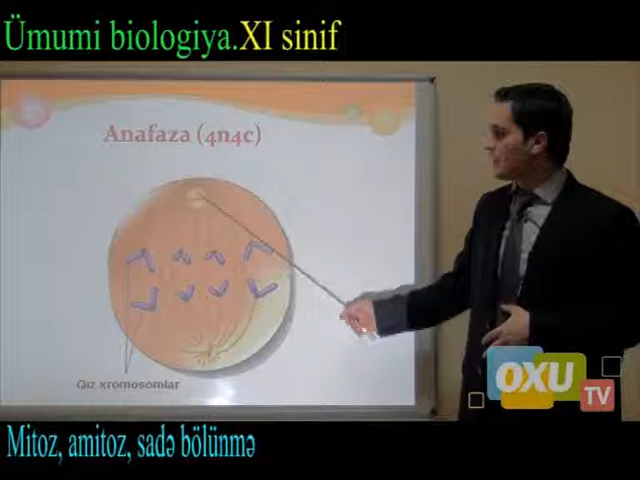 Ümumi biologiya.XI sinif
Anafaza (4n4c)
Qız xromosomlar
OXU
TV
Mitoz, amitoz, sadə bölünmə